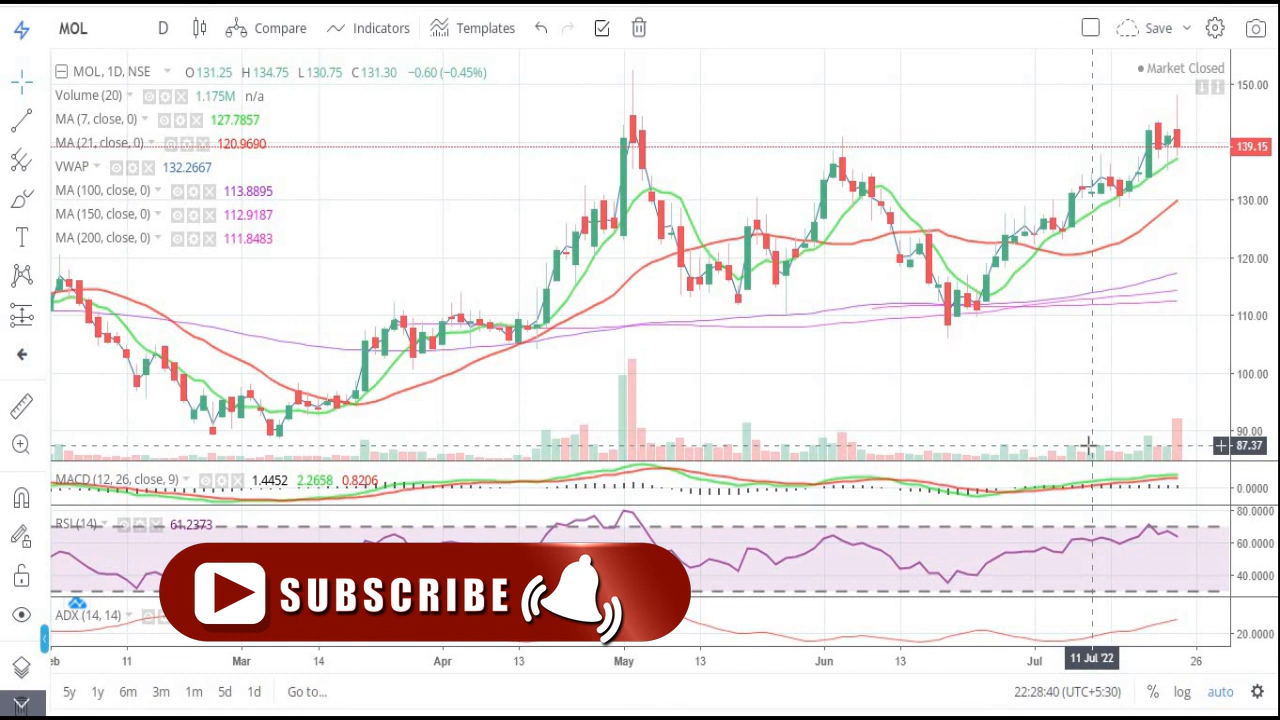 MOL D Compare Indicators Templates Save
MOL, 1D, NSE O 131.25 H 134.75 L 130.75 C 131.30 −0.60 (−0.45%)
Market Closed
Volume (20) 1.175M n/a
MA (7, close, 0) 127.7857
MA (21, close, 0) 120.9690
VWAP 132.2667
MA (100, close, 0) 113.8895
MA (150, close, 0) 112.9187
MA (200, close, 0) 111.8483
150.00
139.15
130.00
120.00
110.00
100.00
90.00
87.37
MACD (12, 26, close, 9) 1.4452 2.2658 0.8206
0.0000
RSI (14) 61.2373
80.0000
60.0000
40.0000
SUBSCRIBE
ADX (14, 14)
20.0000
eb 11 Mar 14 Apr 13 May 13 Jun 13 Jul 11 Jul '22 26
5y 1y 6m 3m 1m 5d 1d Go to... 22:28:40 (UTC+5:30) % log auto